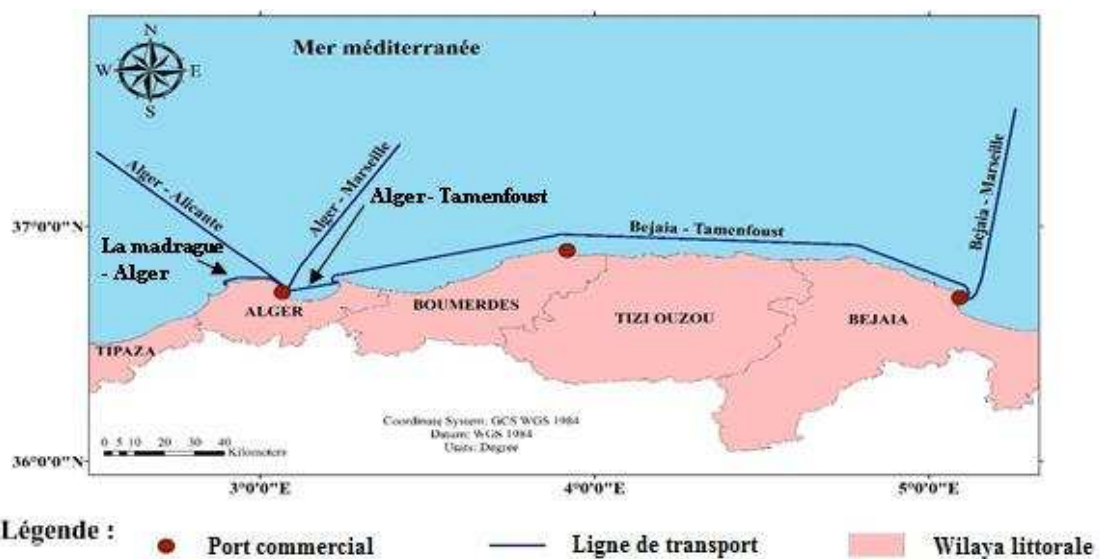 N
Mer méditerranée
W E
S
Alger - Alicante
Alger - Marseille
Alger- Tamenfoust
Bejaia - Marseille
37°0'0"N
Bejaia - Tamenfoust
La madrague
- Alger
ALGER
BOUMERDES
TIZI OUZOU
BEJAIA
TIPAZA
Coordinate System: GCS WGS 1984
Datum: WGS 1984
Units: Degree
0 5 10 20 30 40
Kilometers
36°0'0"N
3°0'0"E 4°0'0"E 5°0'0"E
Légende :
Port commercial Ligne de transport Wilaya littorale